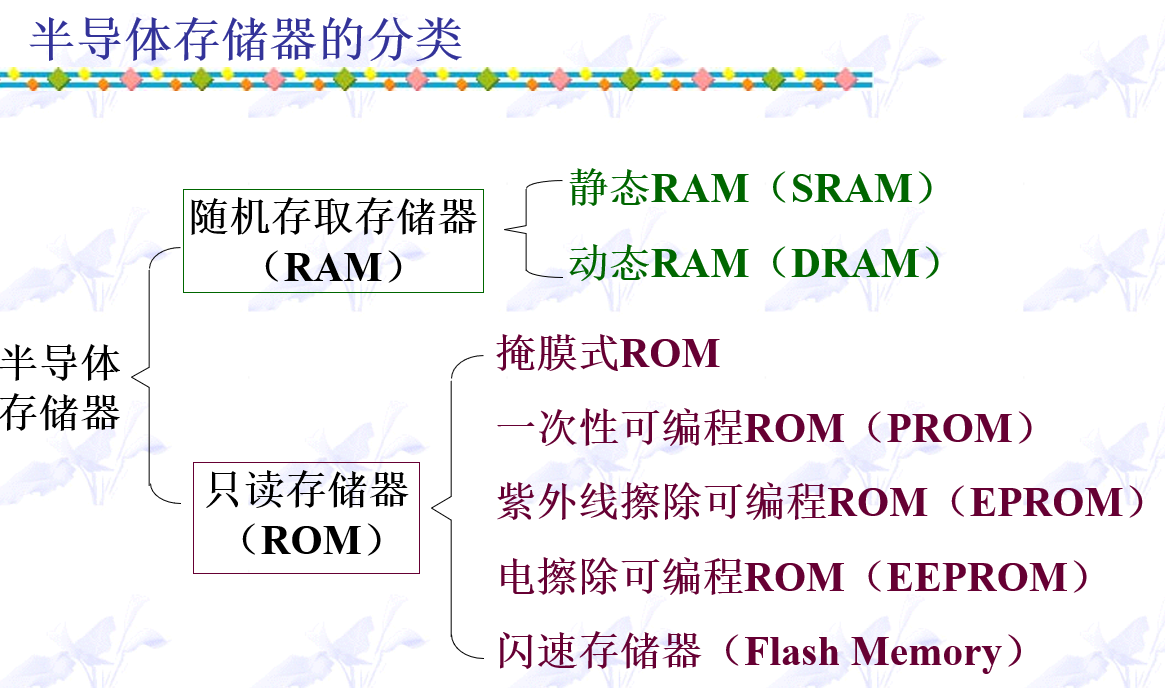 半导体存储器的分类
随机存取存储器
（RAM）
静态RAM（SRAM）
动态RAM（DRAM）
半导体
存储器
只读存储器
（ROM）
掩膜式ROM
一次性可编程ROM（PROM）
紫外线擦除可编程ROM（EPROM）
电擦除可编程ROM（EEPROM）
闪速存储器（Flash Memory）